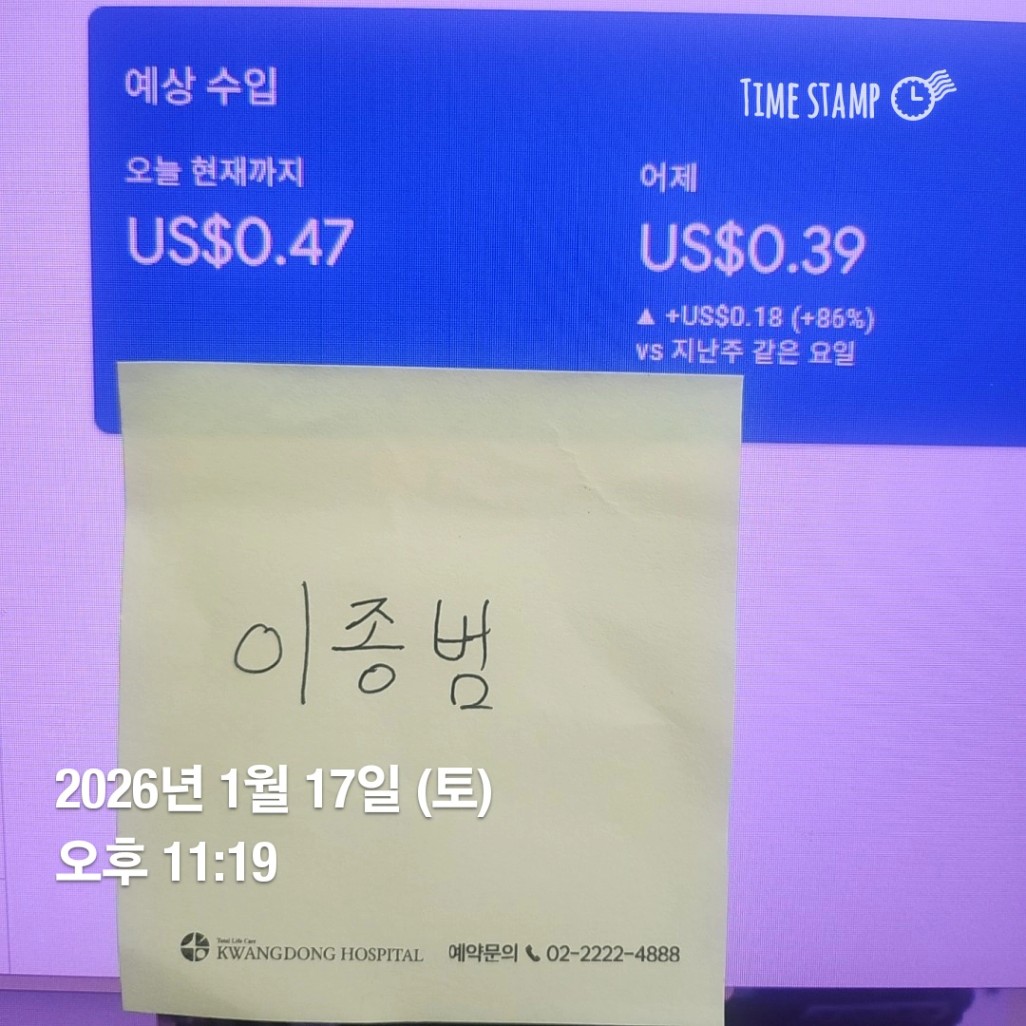 예상 수입
TIME STAMP
오늘 현재까지
어제
US$0.47
US$0.39
▲ +US$0.18 (+86%)
vs 지난주 같은 요일
이종범
2026년 1월 17일 (토)
오후 11:19
Total Life Care
KWANGDONG HOSPITAL 예약문의 02-2222-4888